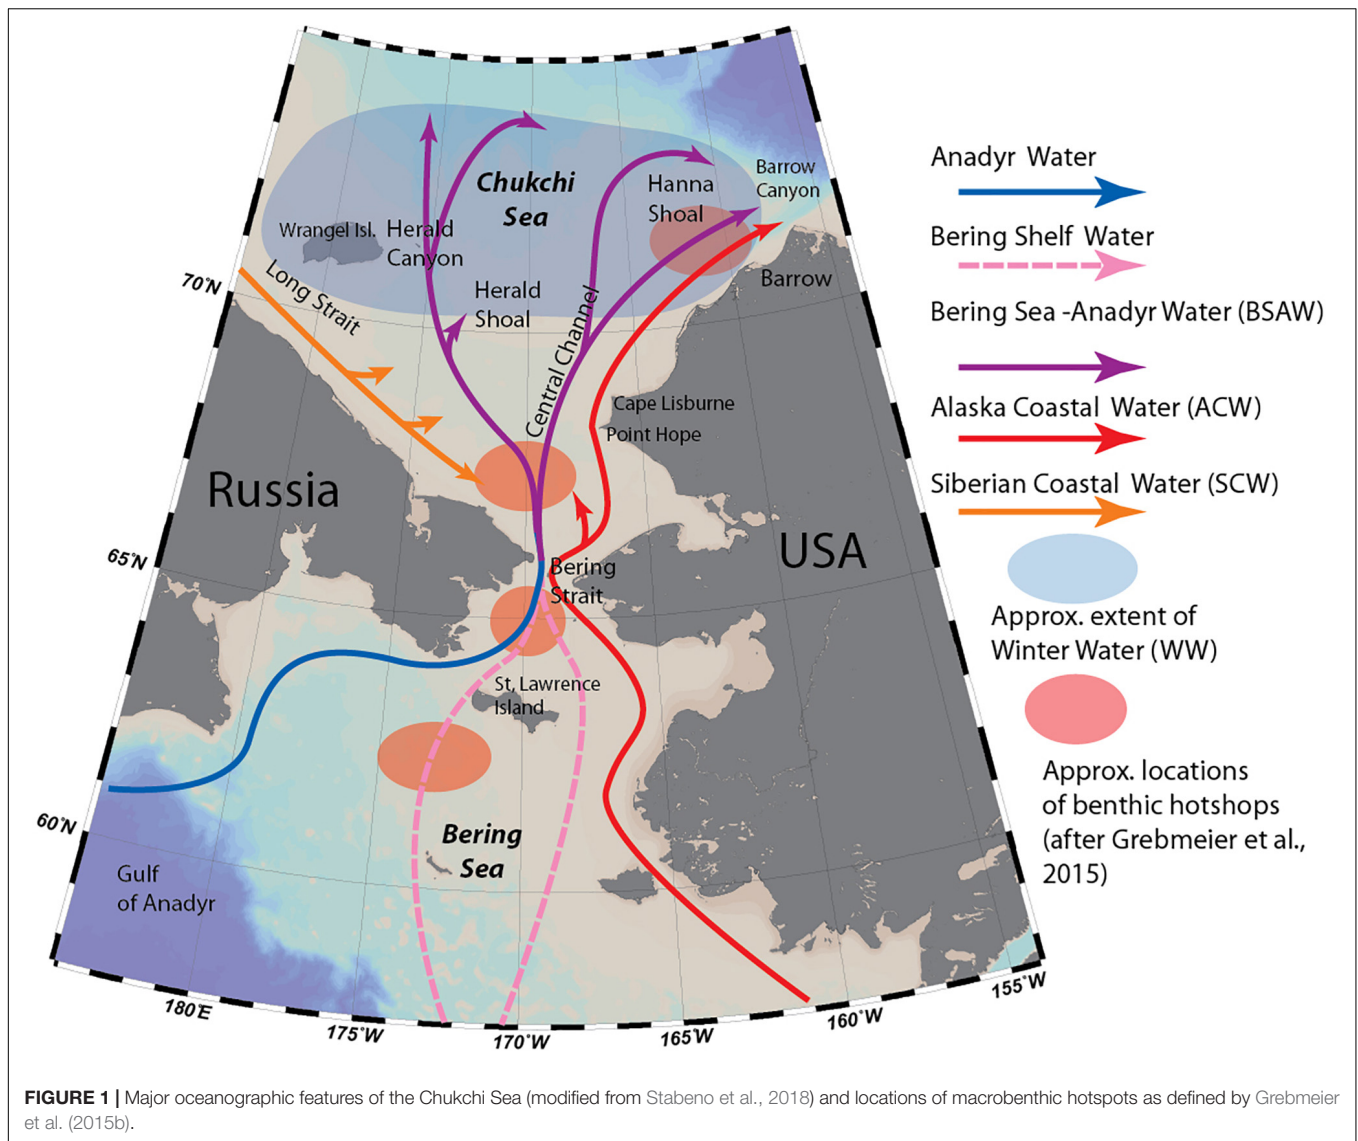 Chukchi
Sea
Hanna
Shoal
Barrow
Canyon
Wrangel Isl.
Herald
Canyon
Long Strait
Herald
Shoal
Central Channel
Barrow
70°N
Cape Lisburne
Point Hope
Russia
USA
65°N
Bering
Strait
St, Lawrence
Island
60°N
Bering
Sea
Gulf
of Anadyr
180°E
175°W
170°W
165°W
160°W
155°W
Anadyr Water
Bering Shelf Water
Bering Sea -Anadyr Water (BSAW)
Alaska Coastal Water (ACW)
Siberian Coastal Water (SCW)
Approx. extent of
Winter Water (WW)
Approx. locations
of benthic hotshops
(after Grebmeier et al.,
2015)
FIGURE 1 | Major oceanographic features of the Chukchi Sea (modified from Stabeno et al., 2018) and locations of macrobenthic hotspots as defined by Grebmeier
et al. (2015b).